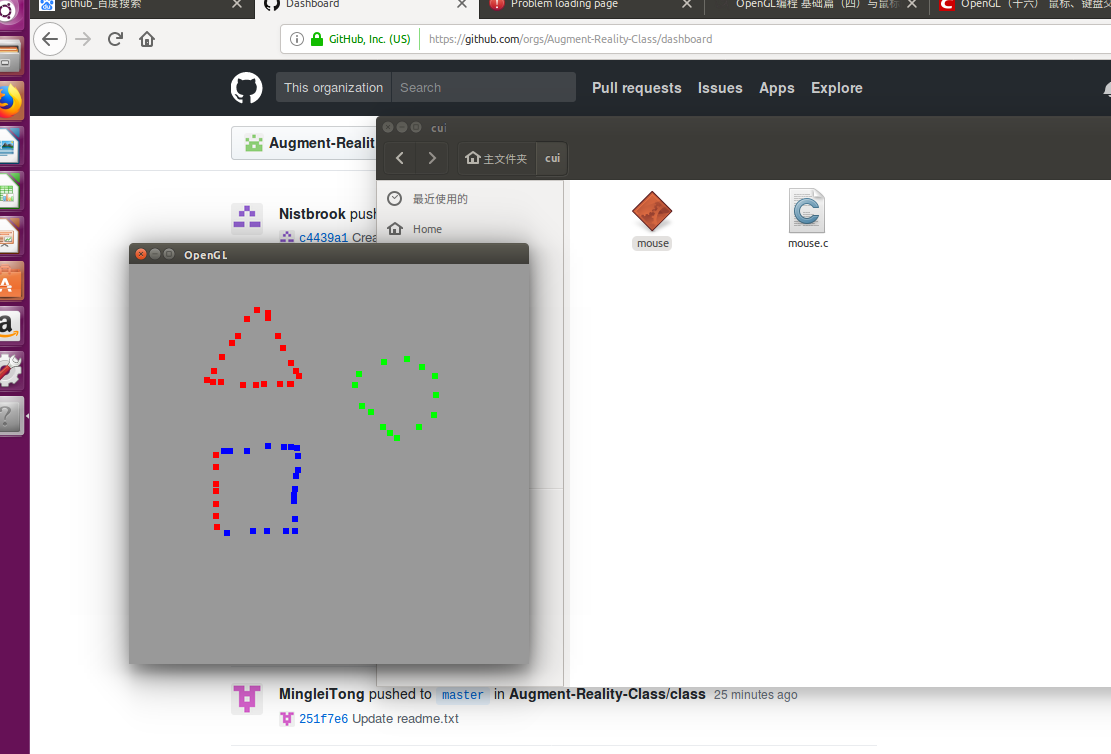 github_百度搜索
Dashboard
Problem loading page
OpenGL编程 基础篇（四）与鼠标
OpenGL （十六） 鼠标、键盘交
GitHub, Inc. (US)
https://github.com/orgs/Augment-Reality-Class/dashboard
This organization
Search
Pull requests
Issues
Apps
Explore
Augment-Realit
cui
主文件夹
cui
最近使用的
Home
mouse
mouse.c
Nistbrook push
c4439a1 Crea
OpenGL
MingleiTong pushed to master in Augment-Reality-Class/class 25 minutes ago
251f7e6 Update readme.txt